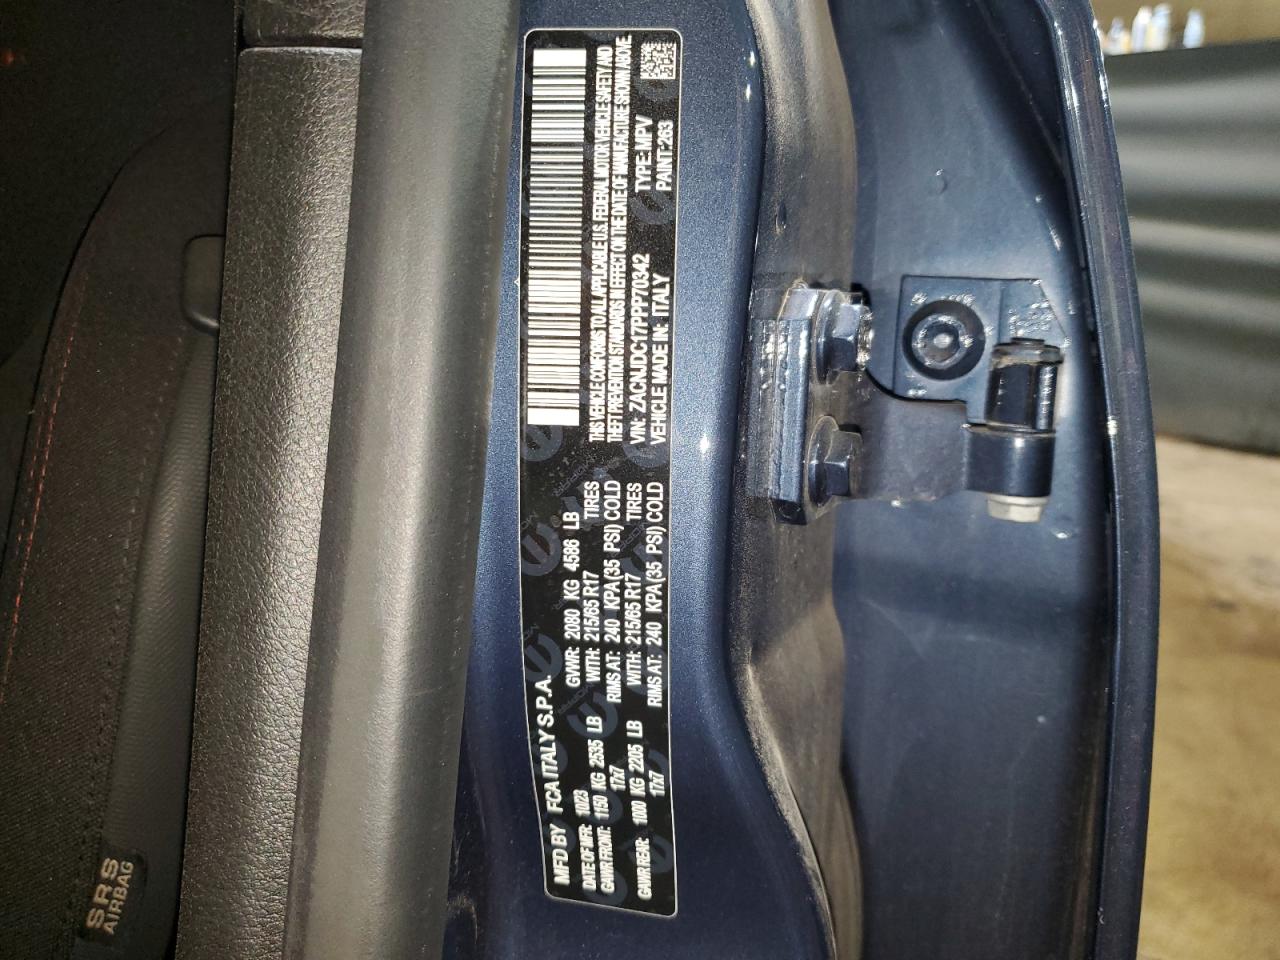 MFD BY FCA ITALY S.P.A.
DATE OF MFR: 10/23 GVWR: 2080 KG 4586 LB
GAWR FRONT: 1150 KG 2535 LB WITH: 215/65 R17 TIRES
17x7 RIMS AT: 240 KPA(35 PSI) COLD
GAWR REAR: 1000 KG 2205 LB WITH: 215/65 R17 TIRES
17x7 RIMS AT: 240 KPA(35 PSI) COLD
THIS VEHICLE CONFORMS TO ALL APPLICABLE U.S. FEDERAL MOTOR VEHICLE SAFETY AND
THEFT PREVENTION STANDARDS IN EFFECT ON THE DATE OF MANUFACTURE SHOWN ABOVE.
VIN: ZACNJDC17PPP70342 TYPE: MPV
VEHICLE MADE IN: ITALY PAINT: 263
SRS
AIRBAG